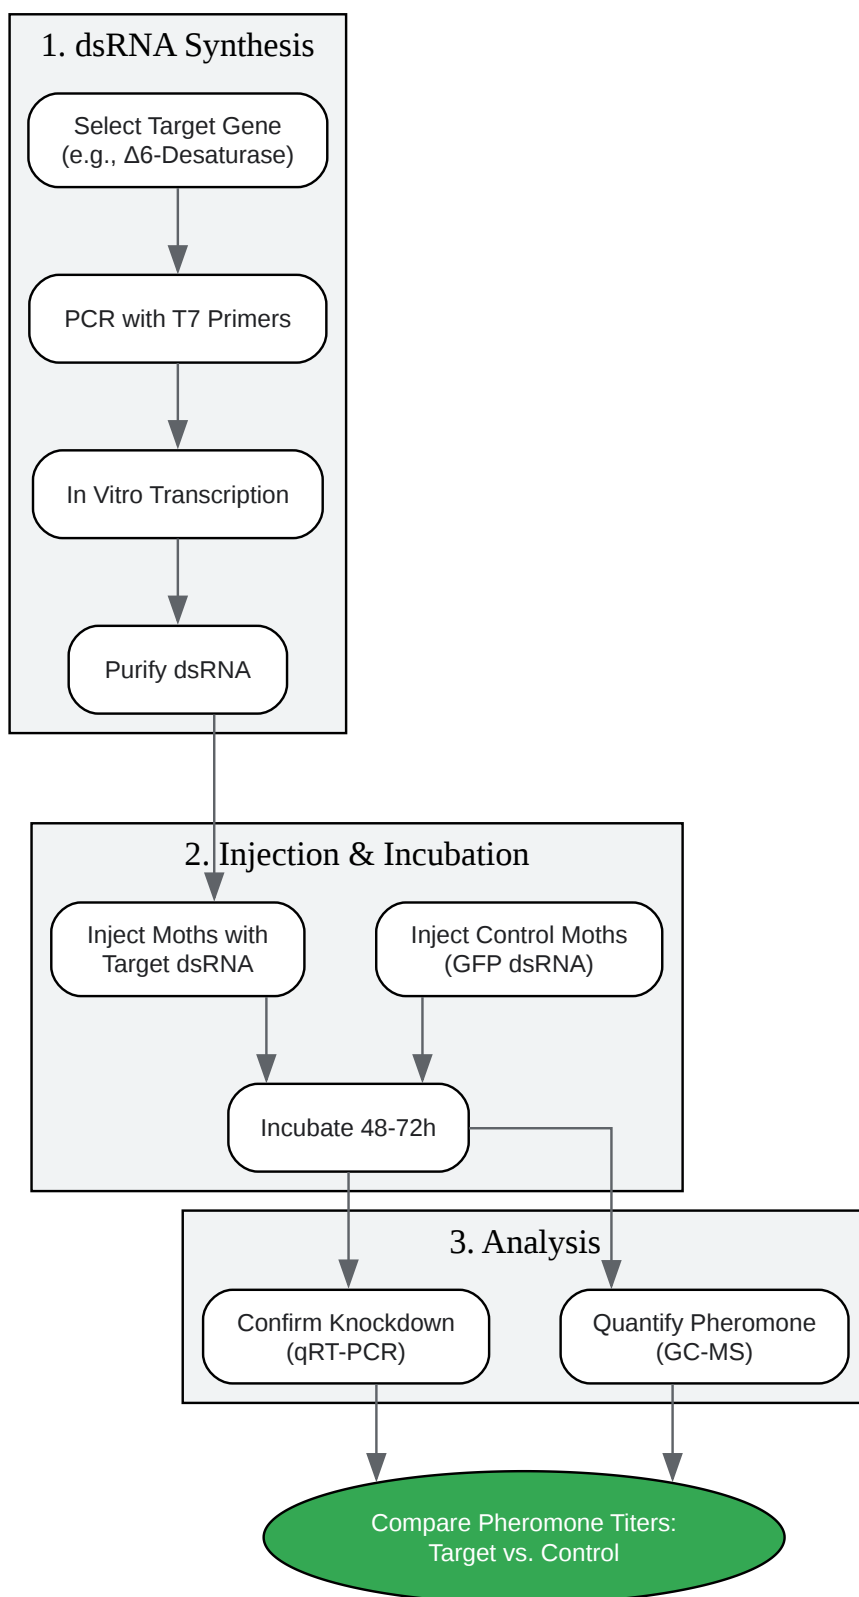 1. dsRNA Synthesis
Select Target Gene
(e.g., Δ6-Desaturase)
PCR with T7 Primers
In Vitro Transcription
Purify dsRNA
2. Injection & Incubation
Inject Moths with
Target dsRNA
Inject Control Moths
(GFP dsRNA)
Incubate 48-72h
3. Analysis
Confirm Knockdown
(qRT-PCR)
Quantify Pheromone
(GC-MS)
Compare Pheromone Titers:
Target vs. Control